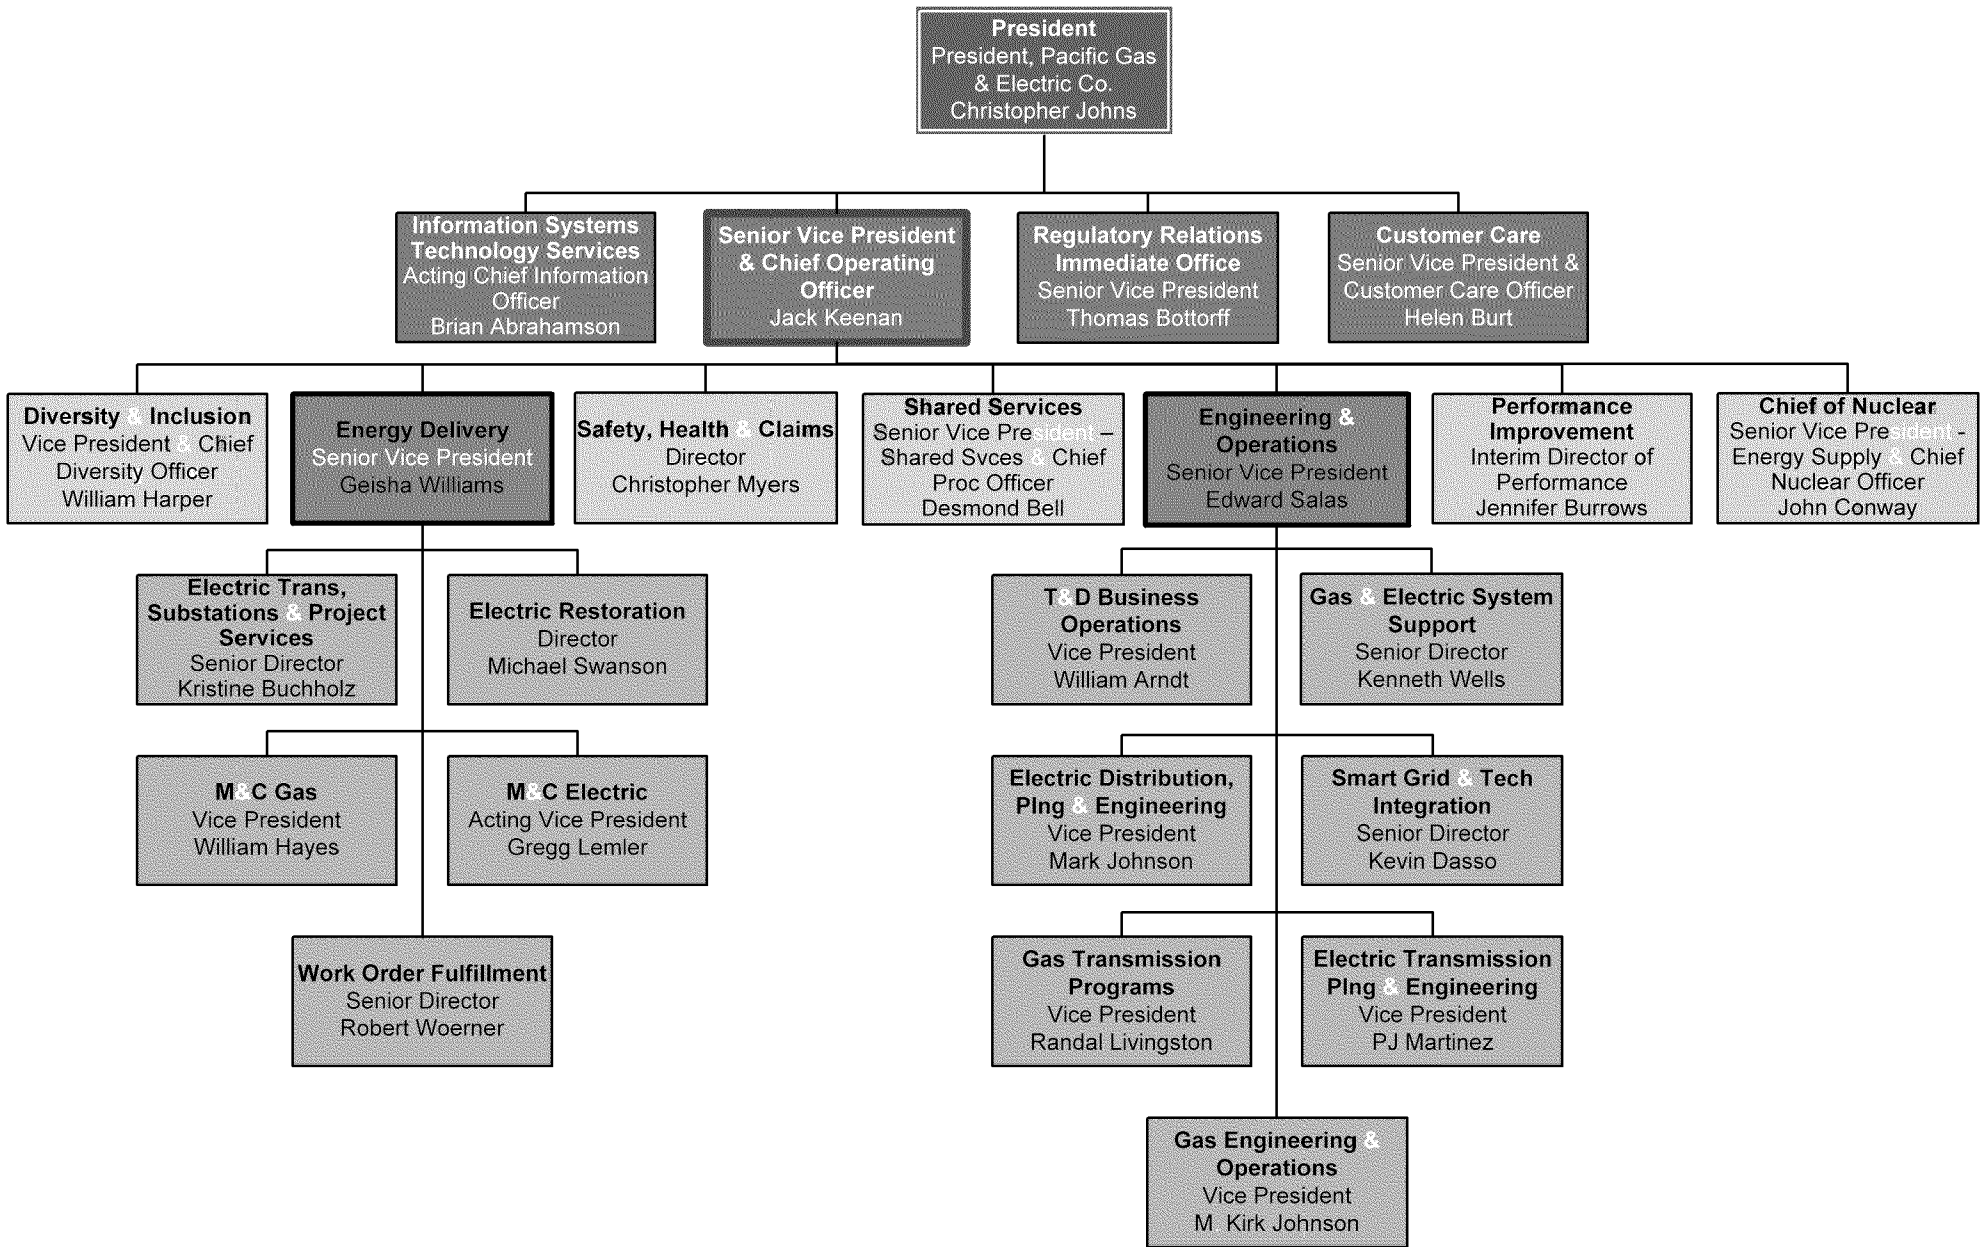 President
President, Pacific Gas
& Electric Co.
Christopher Johns
Information Systems
Technology Services
Acting Chief Information
Officer
Brian Abrahamson
Senior Vice President
& Chief Operating
Officer
Jack Keenan
Regulatory Relations
Immediate Office
Senior Vice President
Thomas Bottorff
Customer Care
Senior Vice President &
Customer Care Officer
Helen Burt
Diversity & Inclusion
Vice President & Chief
Diversity Officer
William Harper
Energy Delivery
Senior Vice President
Geisha Williams
Safety, Health & Claims
Director
Christopher Myers
Shared Services
Senior Vice President –
Shared Svces & Chief
Proc Officer
Desmond Bell
Engineering &
Operations
Senior Vice President
Edward Salas
Performance
Improvement
Interim Director of
Performance
Jennifer Burrows
Chief of Nuclear
Senior Vice President -
Energy Supply & Chief
Nuclear Officer
John Conway
Electric Trans,
Substations & Project
Services
Senior Director
Kristine Buchholz
Electric Restoration
Director
Michael Swanson
T&D Business
Operations
Vice President
William Arndt
Gas & Electric System
Support
Senior Director
Kenneth Wells
M&C Gas
Vice President
William Hayes
M&C Electric
Acting Vice President
Gregg Lemler
Electric Distribution,
Plng & Engineering
Vice President
Mark Johnson
Smart Grid & Tech
Integration
Senior Director
Kevin Dasso
Work Order Fulfillment
Senior Director
Robert Woerner
Gas Transmission
Programs
Vice President
Randal Livingston
Electric Transmission
Plng & Engineering
Vice President
PJ Martinez
Gas Engineering &
Operations
Vice President
M. Kirk Johnson